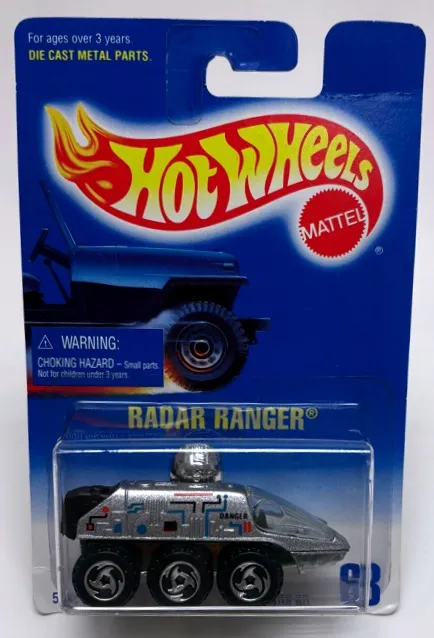 For ages over 3 years.
DIE CAST METAL PARTS.
HOT WHEELS
MATTEL
®
⚠ WARNING:
CHOKING HAZARD – Small parts.
Not for children under 3 years.
RADAR RANGER®
DANGER